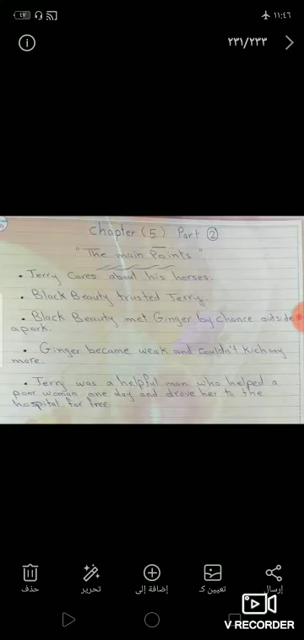 ١١:٤٦
٢٣١/٢٣٣
Chapter (5) Part 2
"The main Points"
• Jerry Cares about his horses.
• Black Beauty trusted Jerry.
• Black Beauty met Ginger by Chance outside
a park.
• Ginger became weak and couldn't kick any
more.
• Jerry was a helpful man who helped a
poor woman one day and drove her to the
hospital for free.
حذف
تحرير
إضافة إلى
تعيين كـ
إرسال
V RECORDER